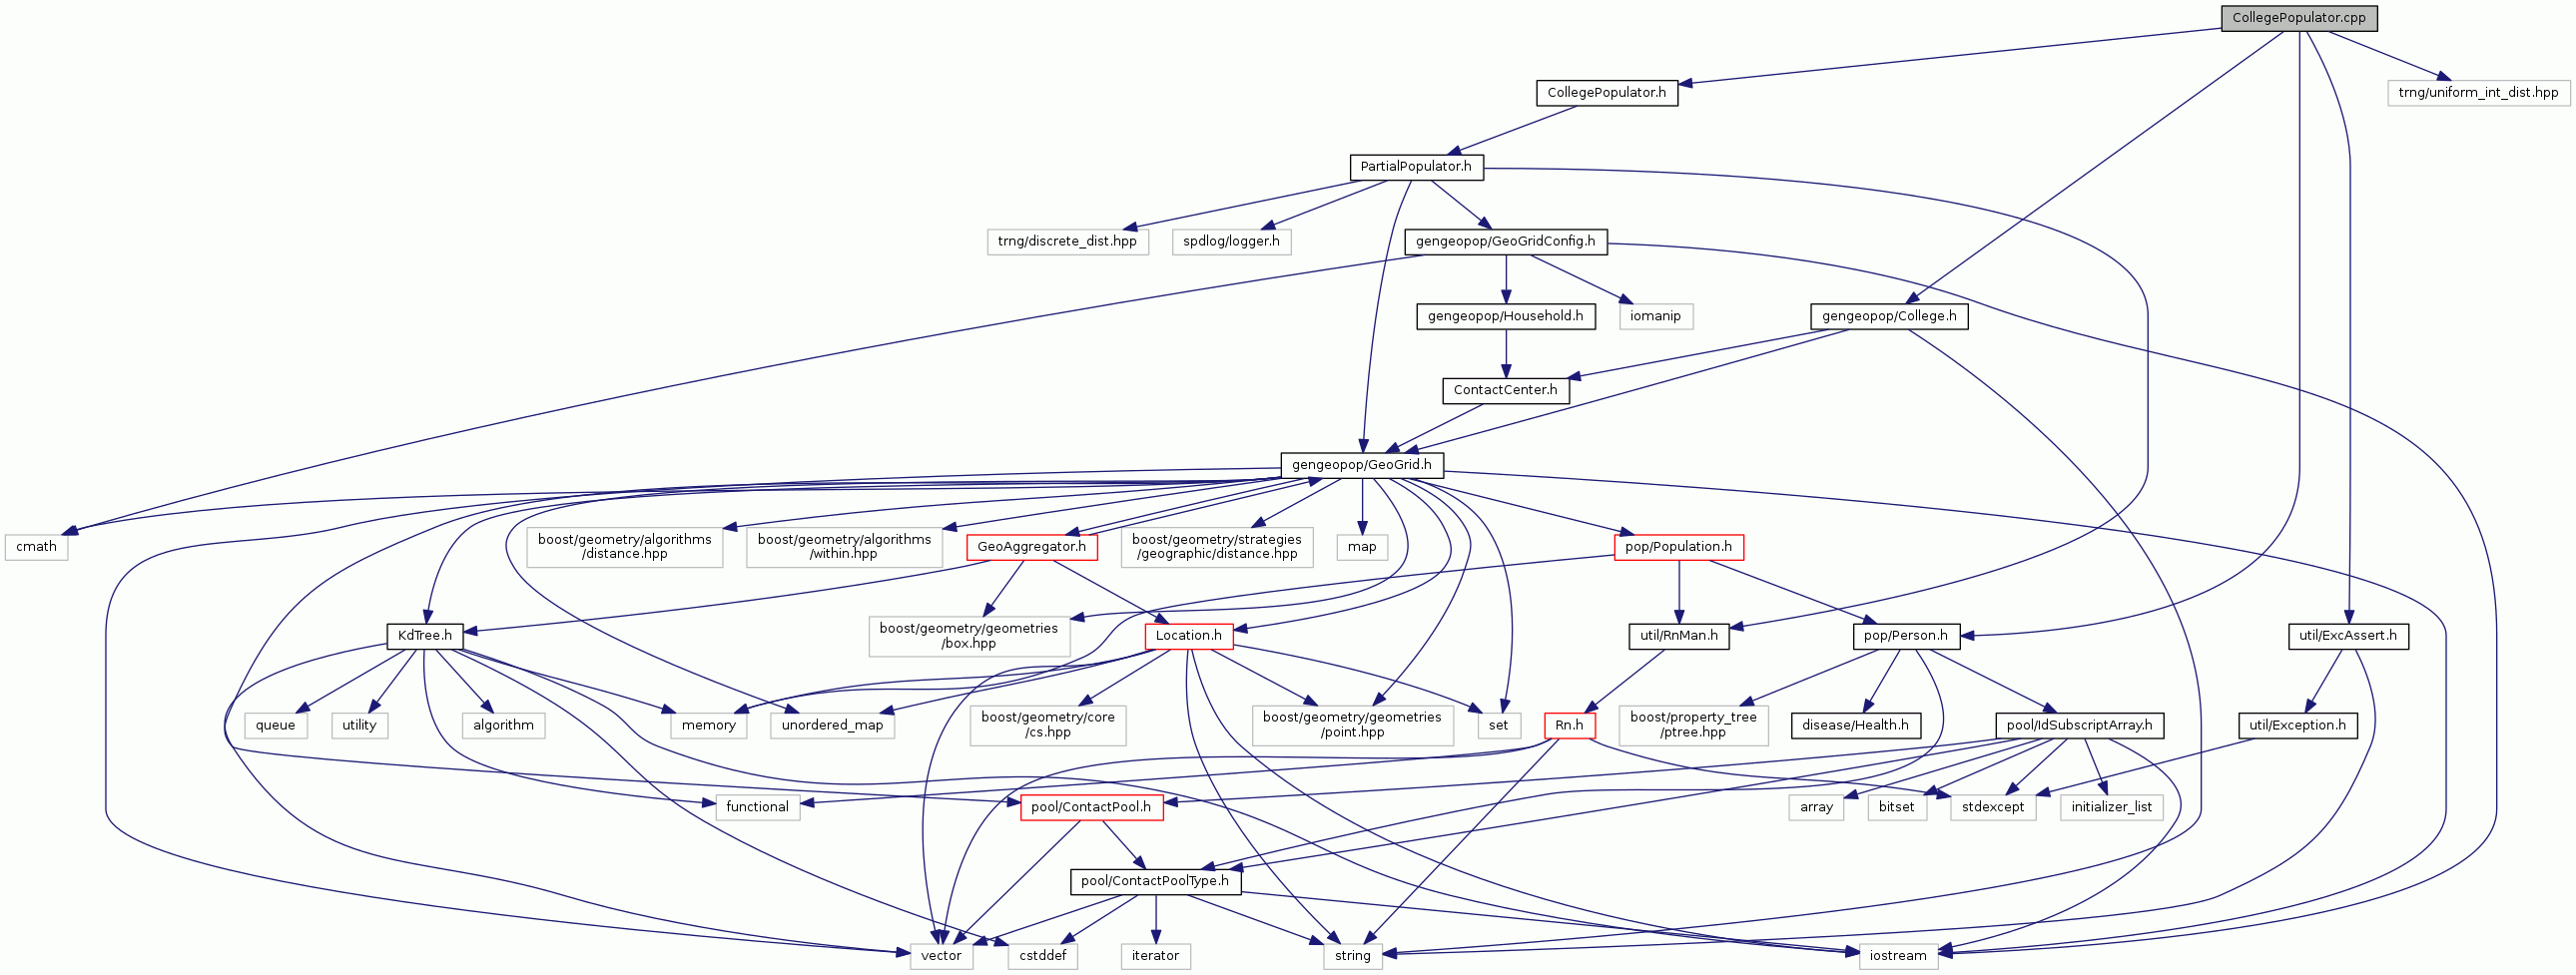 CollegePopulator.cpp
CollegePopulator.h
trng/uniform_int_dist.hpp
PartialPopulator.h
trng/discrete_dist.hpp
spdlog/logger.h
gengeopop/GeoGridConfig.h
gengeopop/Household.h
iomanip
gengeopop/College.h
ContactCenter.h
gengeopop/GeoGrid.h
cmath
boost/geometry/algorithms
/distance.hpp
boost/geometry/algorithms
/within.hpp
GeoAggregator.h
boost/geometry/strategies
/geographic/distance.hpp
map
pop/Population.h
KdTree.h
boost/geometry/geometries
/box.hpp
Location.h
util/RnMan.h
pop/Person.h
util/ExcAssert.h
queue
utility
algorithm
memory
unordered_map
boost/geometry/core
/cs.hpp
boost/geometry/geometries
/point.hpp
set
Rn.h
boost/property_tree
/ptree.hpp
disease/Health.h
pool/IdSubscriptArray.h
util/Exception.h
functional
pool/ContactPool.h
array
bitset
stdexcept
initializer_list
pool/ContactPoolType.h
vector
cstddef
iterator
string
iostream